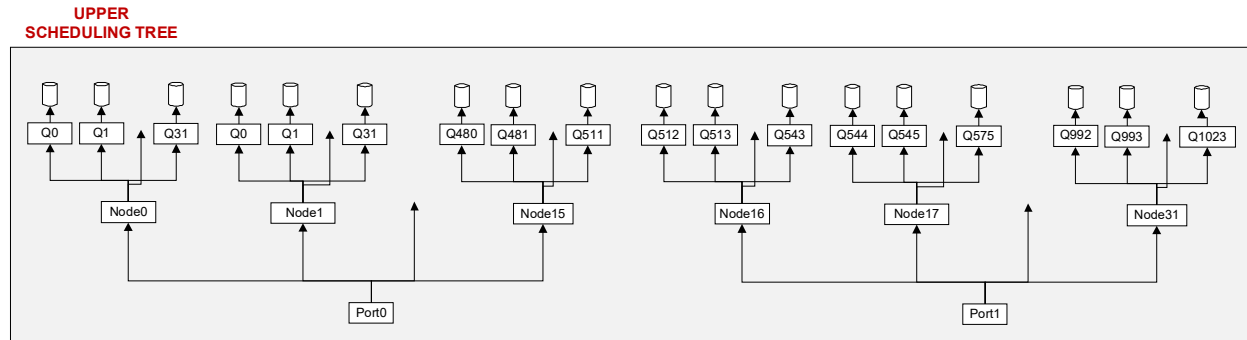 UPPER
SCHEDULING TREE
Q0 Q1 Q31 Q0 Q1 Q31 Q480 Q481 Q511 Q512 Q513 Q543 Q544 Q545 Q575 Q992 Q993 Q1023
Node0 Node1 Node15 Node16 Node17 Node31
Port0 Port1